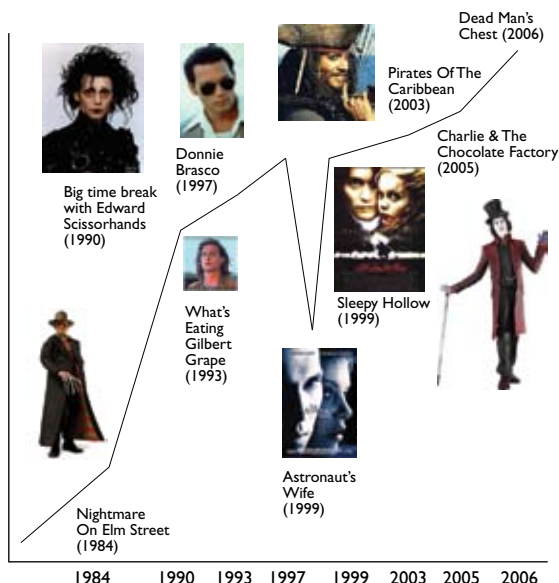 Dead Man's
Chest (2006)
Pirates Of The
Caribbean
(2003)
Donnie
Brasco
(1997)
Charlie & The
Chocolate Factory
(2005)
Big time break
with Edward
Scissorhands
(1990)
What's
Eating
Gilbert
Grape
(1993)
Sleepy Hollow
(1999)
Astronaut's
Wife
(1999)
Nightmare
On Elm Street
(1984)
1984 1990 1993 1997 1999 2003 2005 2006